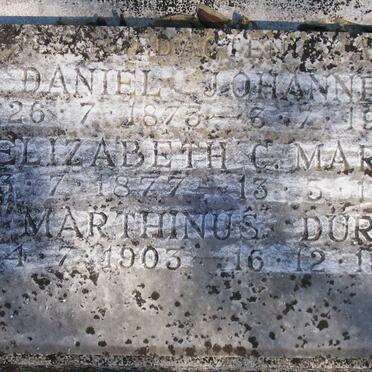 DANIEL JOHANNE
26 7 1873 – 6 7 19
ELIZABETH C. MAR
7 1877 – 13 5 1
MARTHINUS DUR
4 7 1903 – 16 12 1